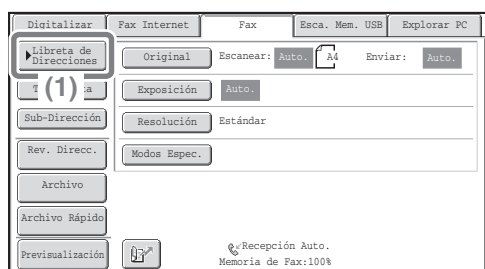 Digitalizar Fax Internet Fax Esca. Mem. USB Explorar PC
Libreta de
Direcciones
Original Escanear: Auto. A4 Enviar: Auto.
(1)
Exposición Auto.
Sub-Dirección Resolución Estándar
Rev. Direcc. Modos Espec.
Archivo
Archivo Rápido
Previsualización Recepción Auto.
Memoria de Fax:100%